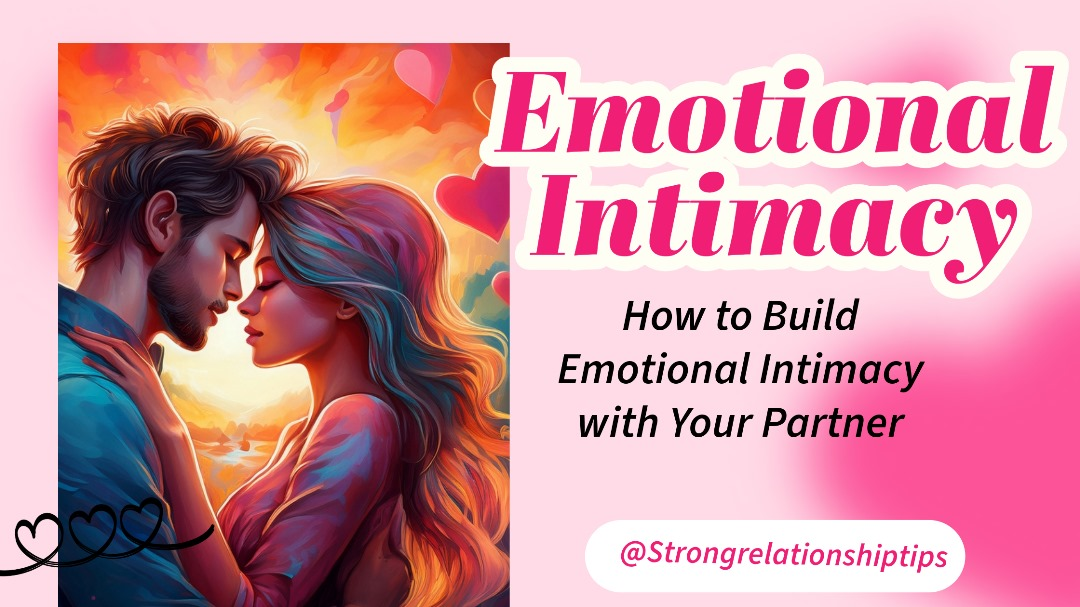 Emotional
Intimacy
How to Build
Emotional Intimacy
with Your Partner
@Strongrelationshiptips